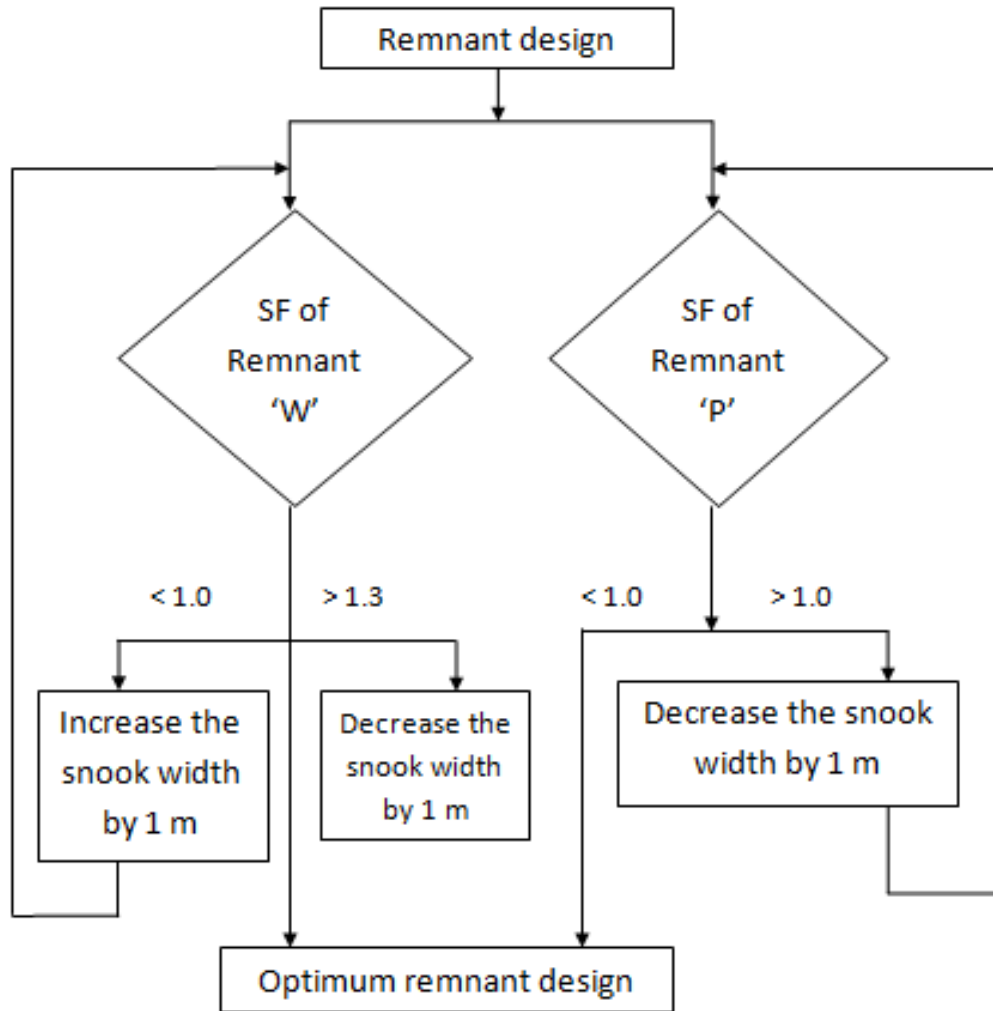 Remnant design
SF of
Remnant
‘W’
SF of
Remnant
‘P’
< 1.0
> 1.3
< 1.0
> 1.0
Increase the
snook width
by 1 m
Decrease the
snook width
by 1 m
Decrease the snook
width by 1 m
Optimum remnant design